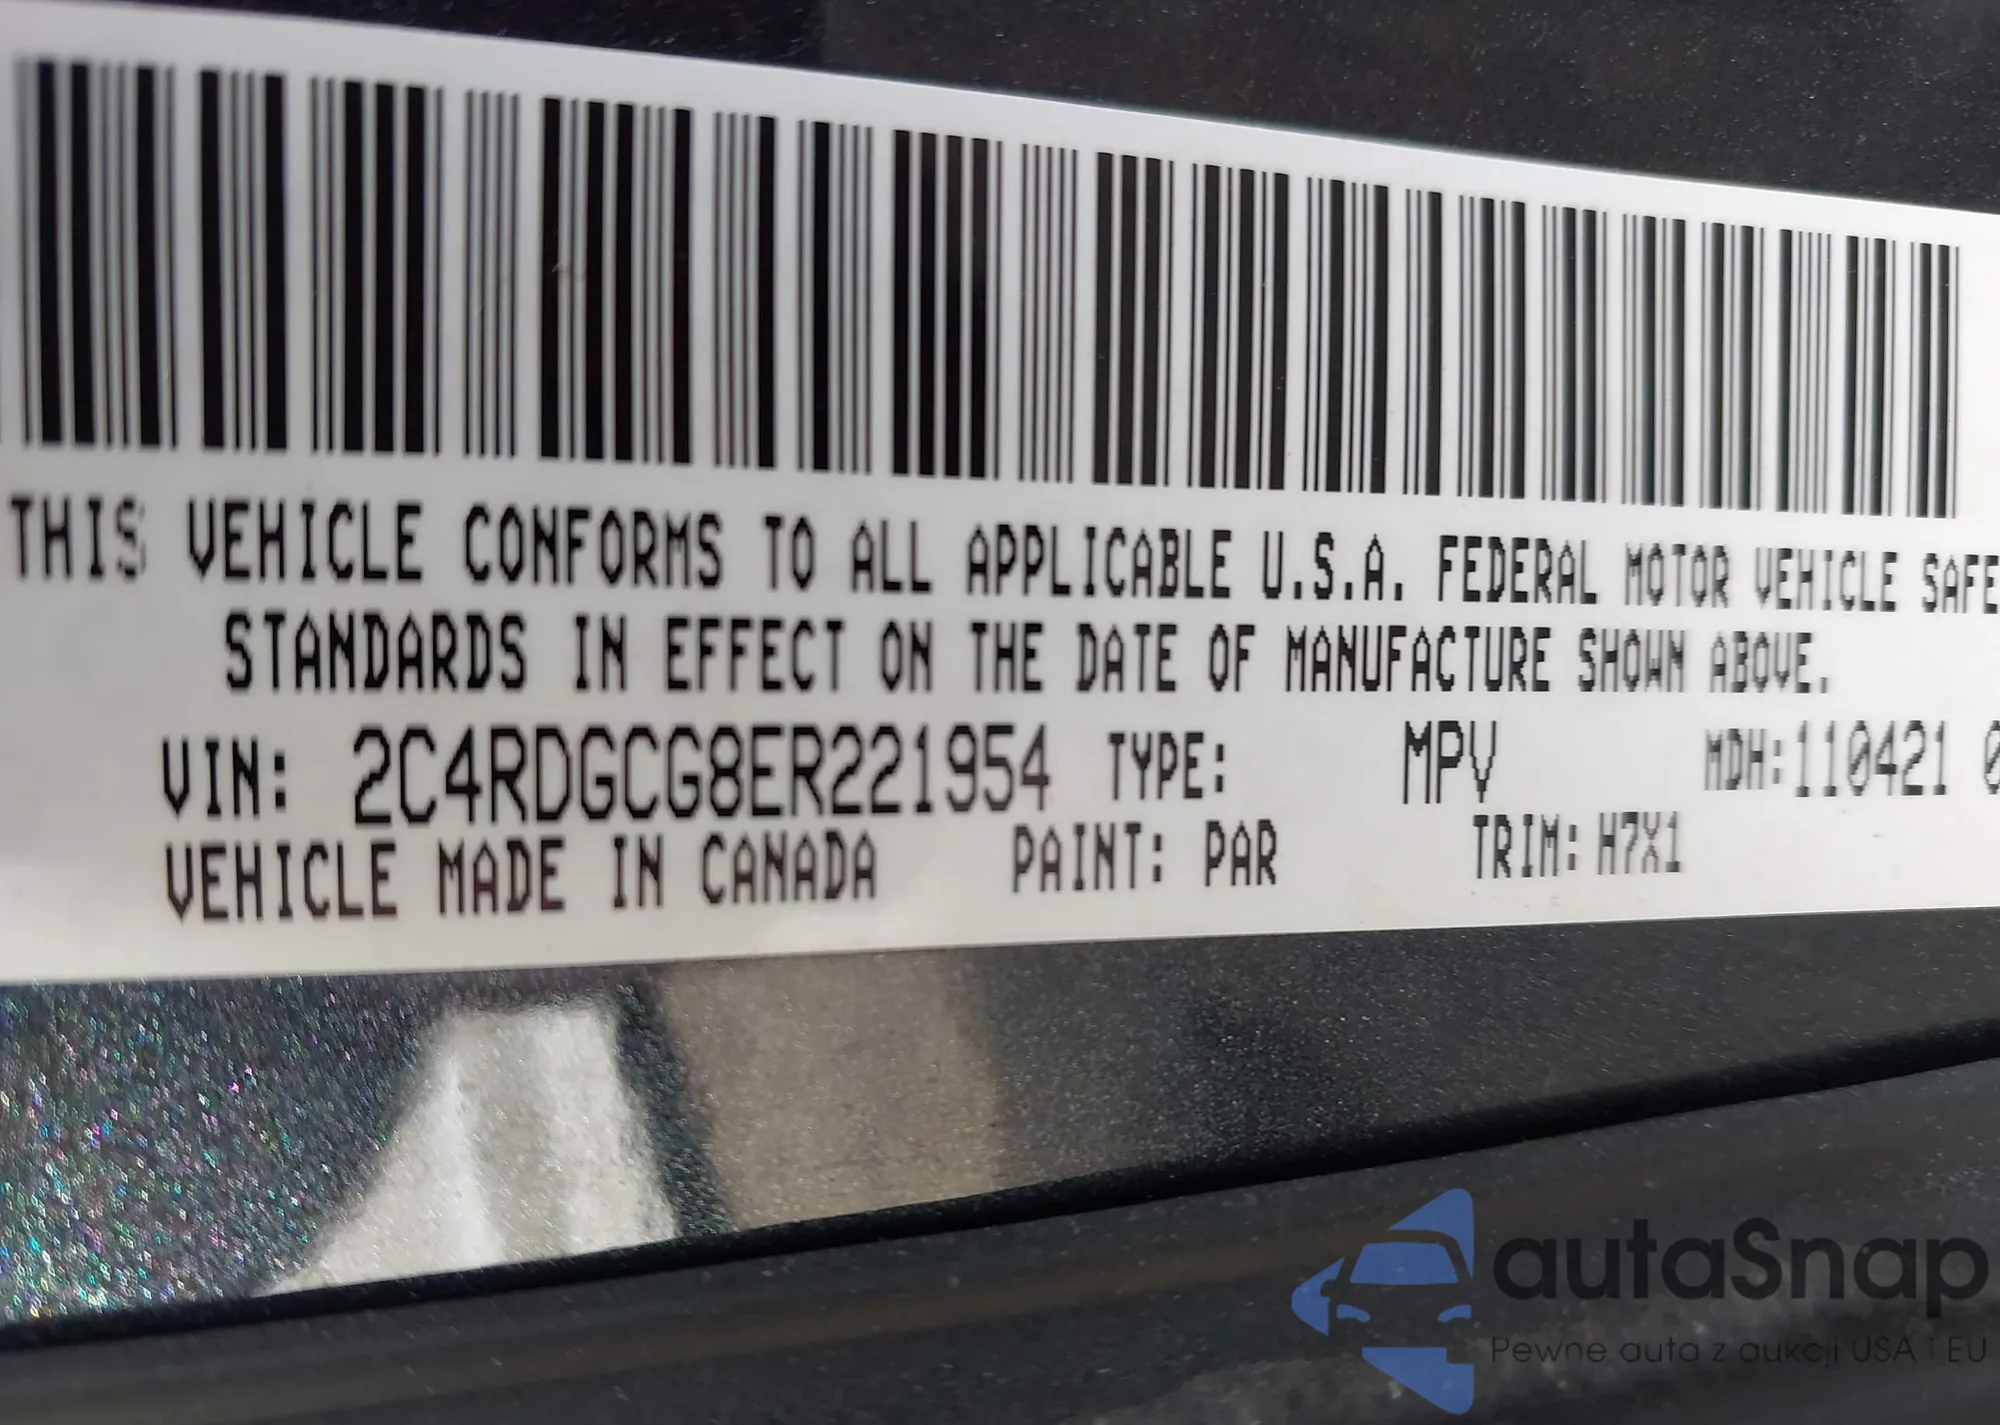 THIS VEHICLE CONFORMS TO ALL APPLICABLE U.S.A. FEDERAL MOTOR VEHICLE SAFE
STANDARDS IN EFFECT ON THE DATE OF MANUFACTURE SHOWN ABOVE.
VIN: 2C4RDGCG8ER221954 TYPE: MPV MDH:110421 0
VEHICLE MADE IN CANADA PAINT: PAR TRIM: H7X1
autaSnap
Pewne auta z aukcji USA i EU